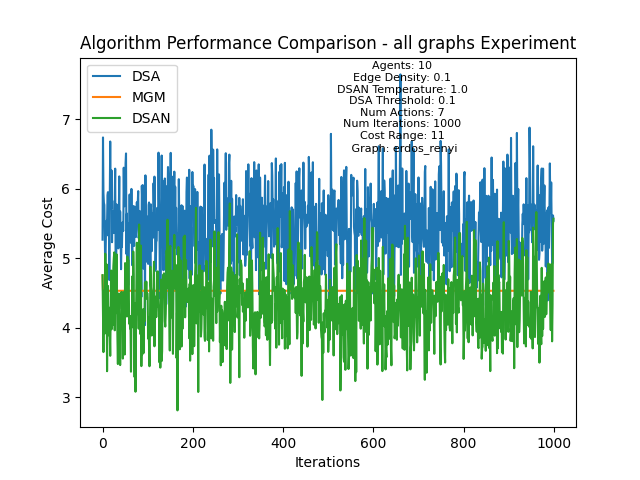 Algorithm Performance Comparison - all graphs Experiment
DSA
MGM
DSAN
Agents: 10
Edge Density: 0.1
DSAN Temperature: 1.0
DSA Threshold: 0.1
Num Actions: 7
Num Iterations: 1000
Cost Range: 11
Graph: erdos_renyi
Average Cost
7
6
5
4
3
0 200 400 600 800 1000
Iterations